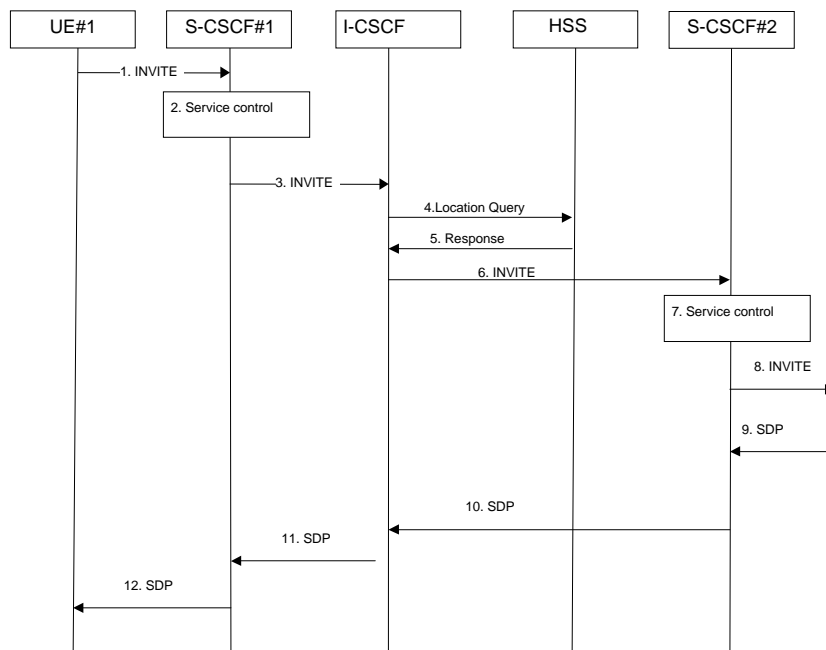 UE#1
S-CSCF#1
I-CSCF
HSS
S-CSCF#2
1. INVITE
2. Service control
3. INVITE
4.Location Query
5. Response
6. INVITE
7. Service control
8. INVITE
9. SDP
10. SDP
11. SDP
12. SDP